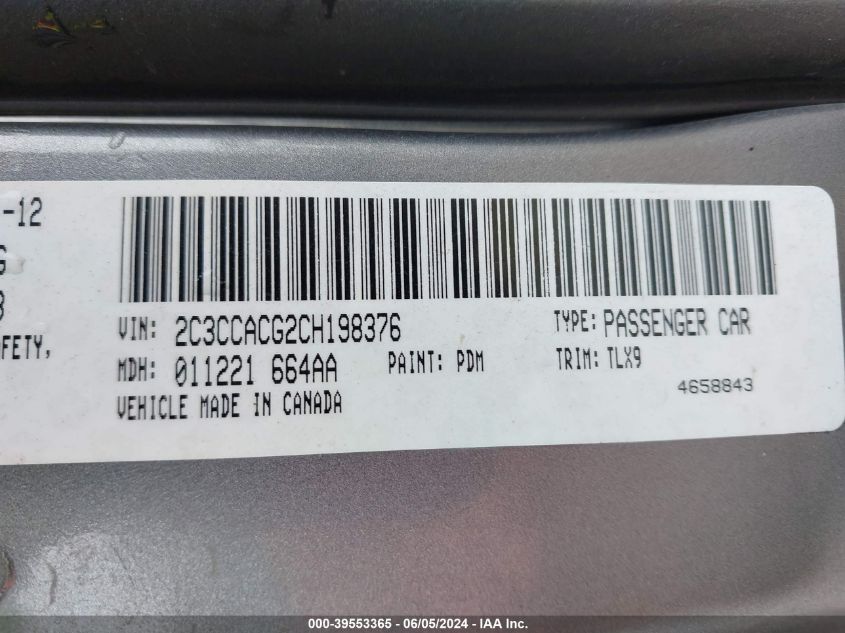 -12
G
8
FETY,
VIN: 2C3CCACG2CH198376
TYPE: PASSENGER CAR
MDH: 011221 664AA
PAINT: PDM
TRIM: TLX9
VEHICLE MADE IN CANADA
4658843
000-39553365 - 06/05/2024 - IAA Inc.